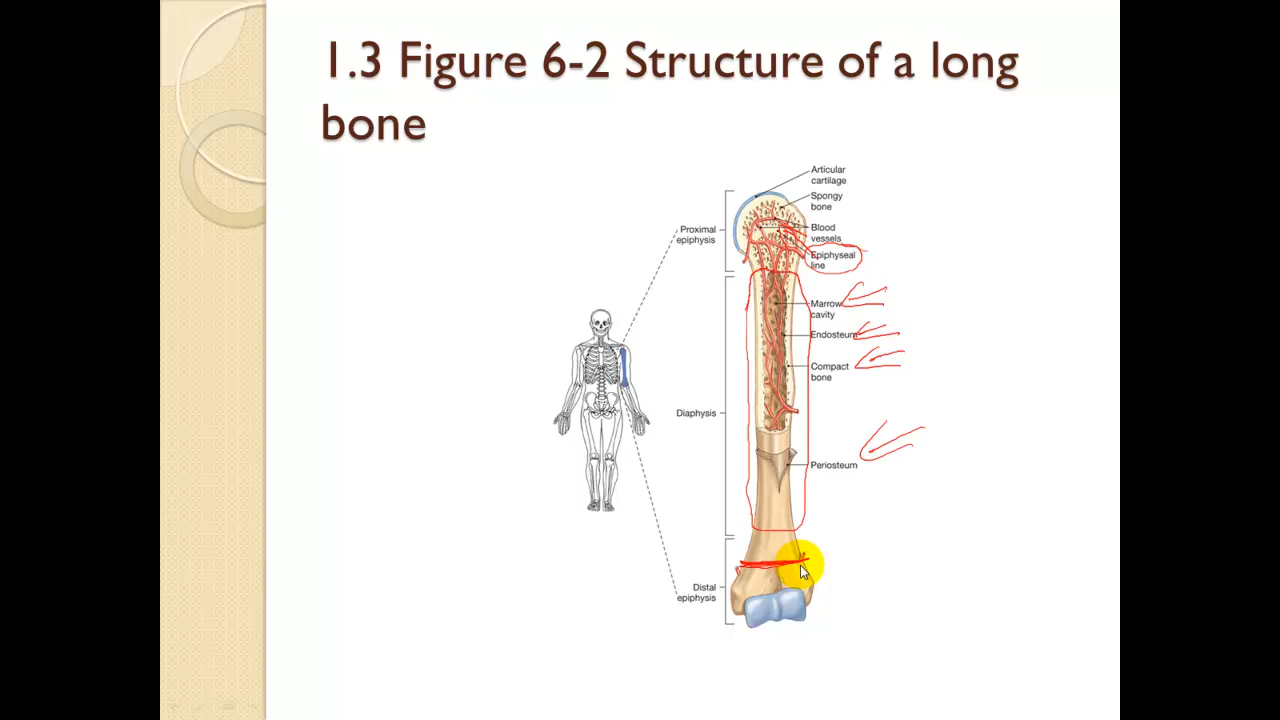 1.3 Figure 6-2 Structure of a long
bone
Articular
cartilage
Spongy
bone
Blood
vessels
Epiphyseal
line
Proximal
epiphysis
Marrow
cavity
Endosteum
Compact
bone
Diaphysis
Periosteum
Distal
epiphysis